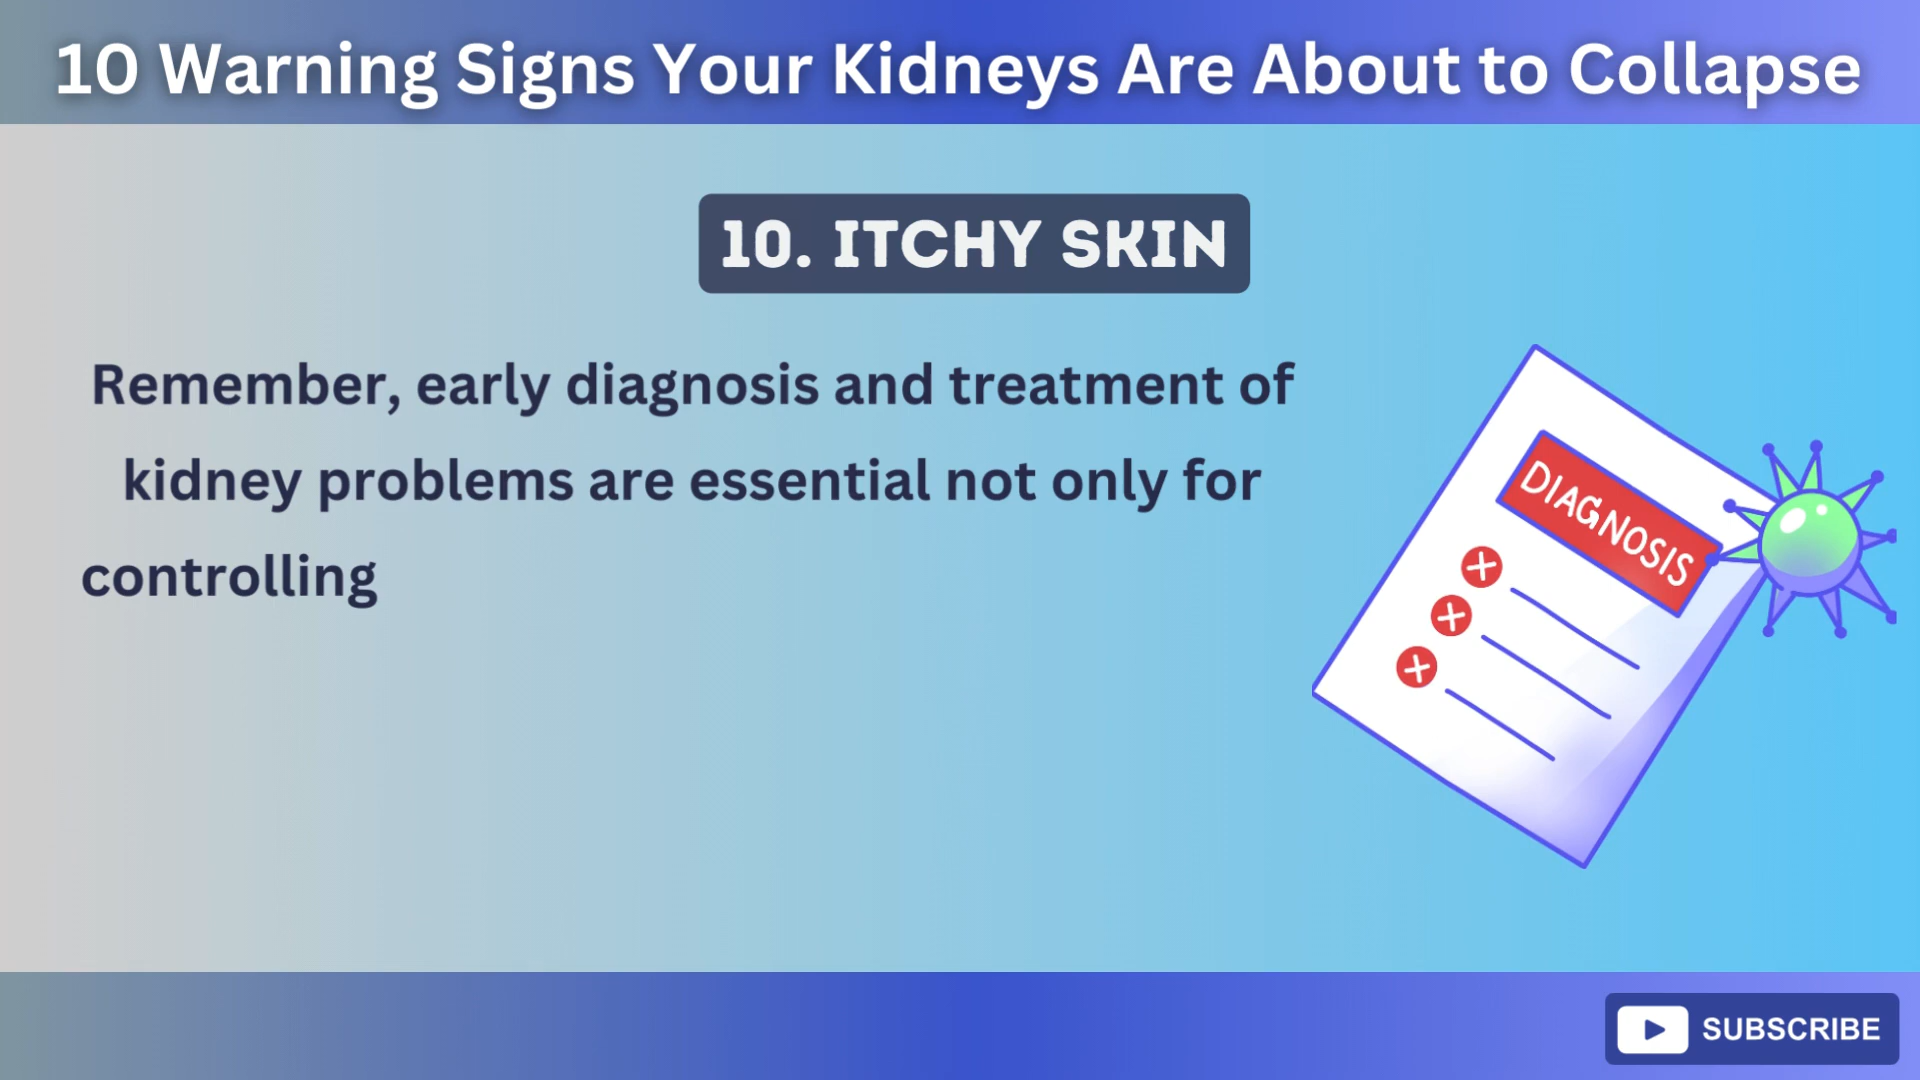 10 Warning Signs Your Kidneys Are About to Collapse
10. ITCHY SKIN
Remember, early diagnosis and treatment of
kidney problems are essential not only for
controlling
DIAGNOSIS
SUBSCRIBE